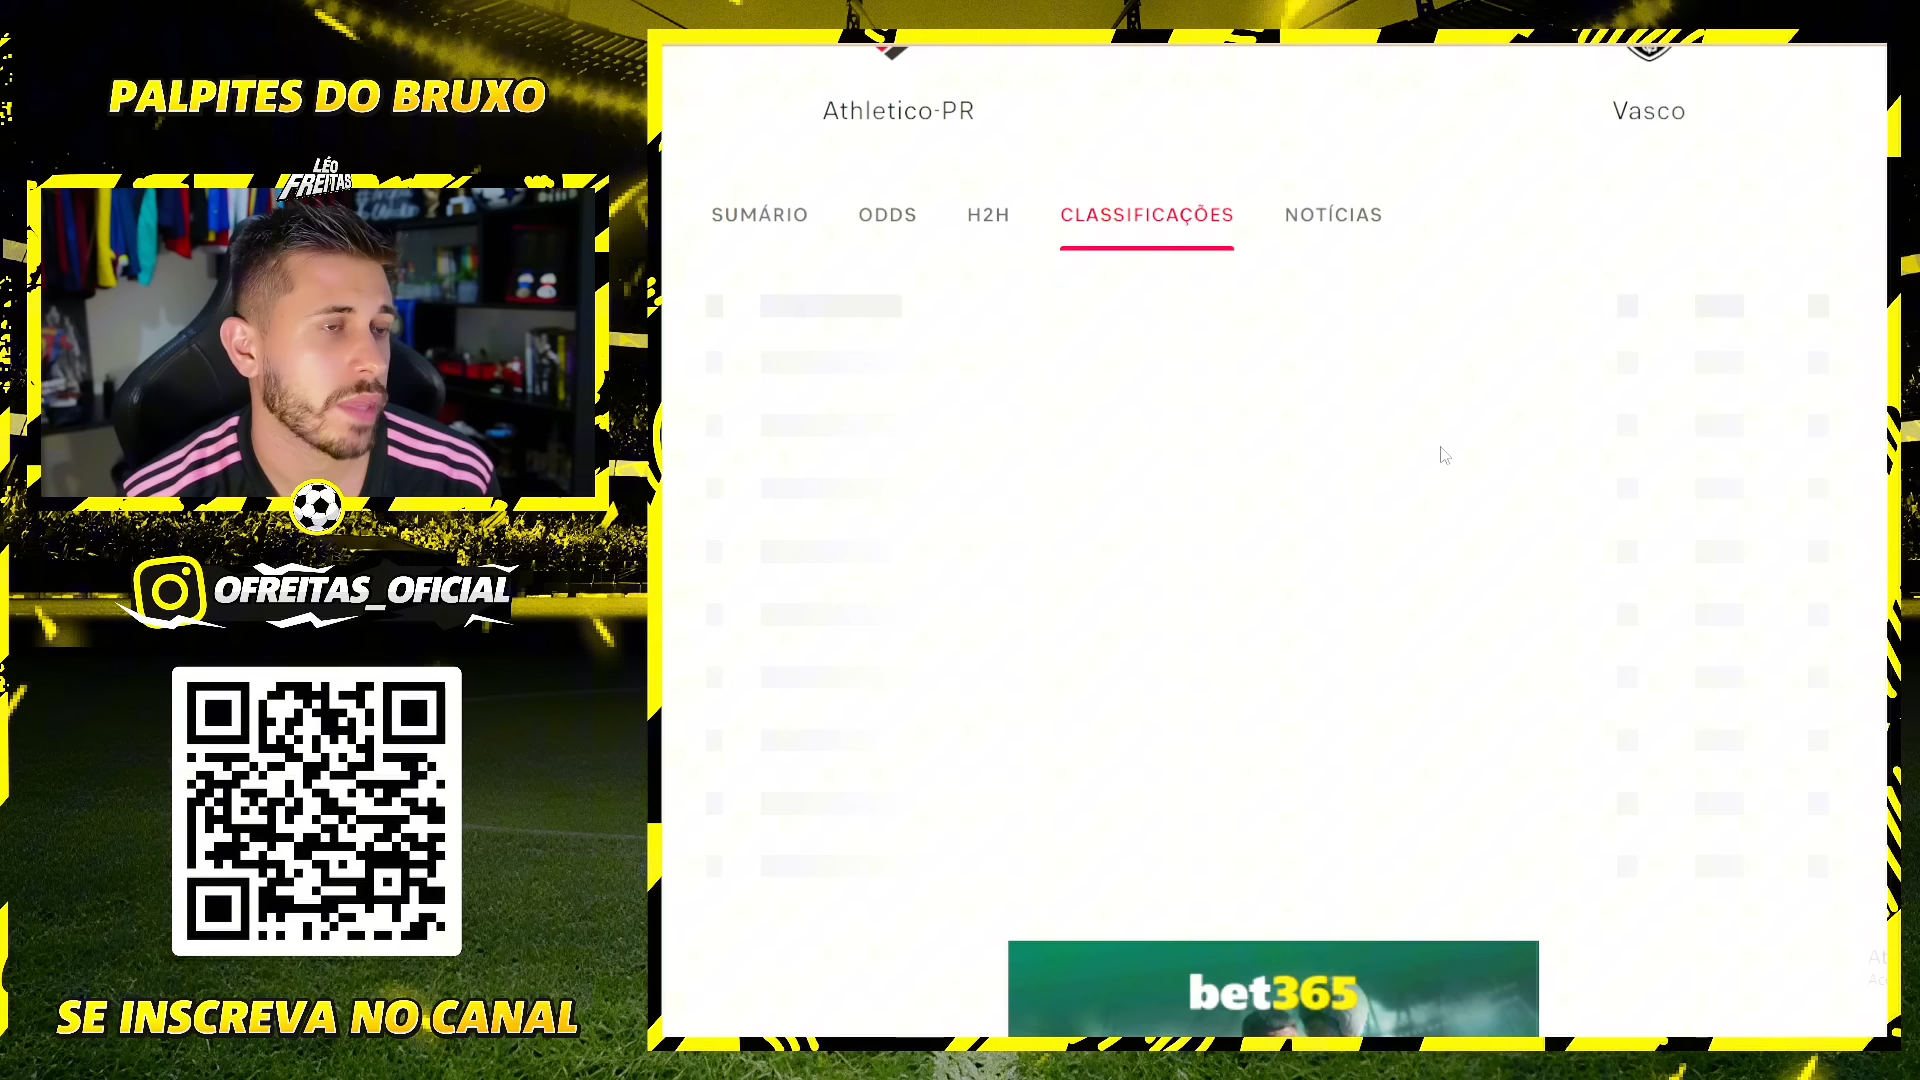 PALPITES DO BRUXO
LÉO
FREITAS
OFREITAS_OFICIAL
SE INSCREVA NO CANAL
Athletico-PR
Vasco
SUMÁRIO
ODDS
H2H
CLASSIFICAÇÕES
NOTÍCIAS
bet365